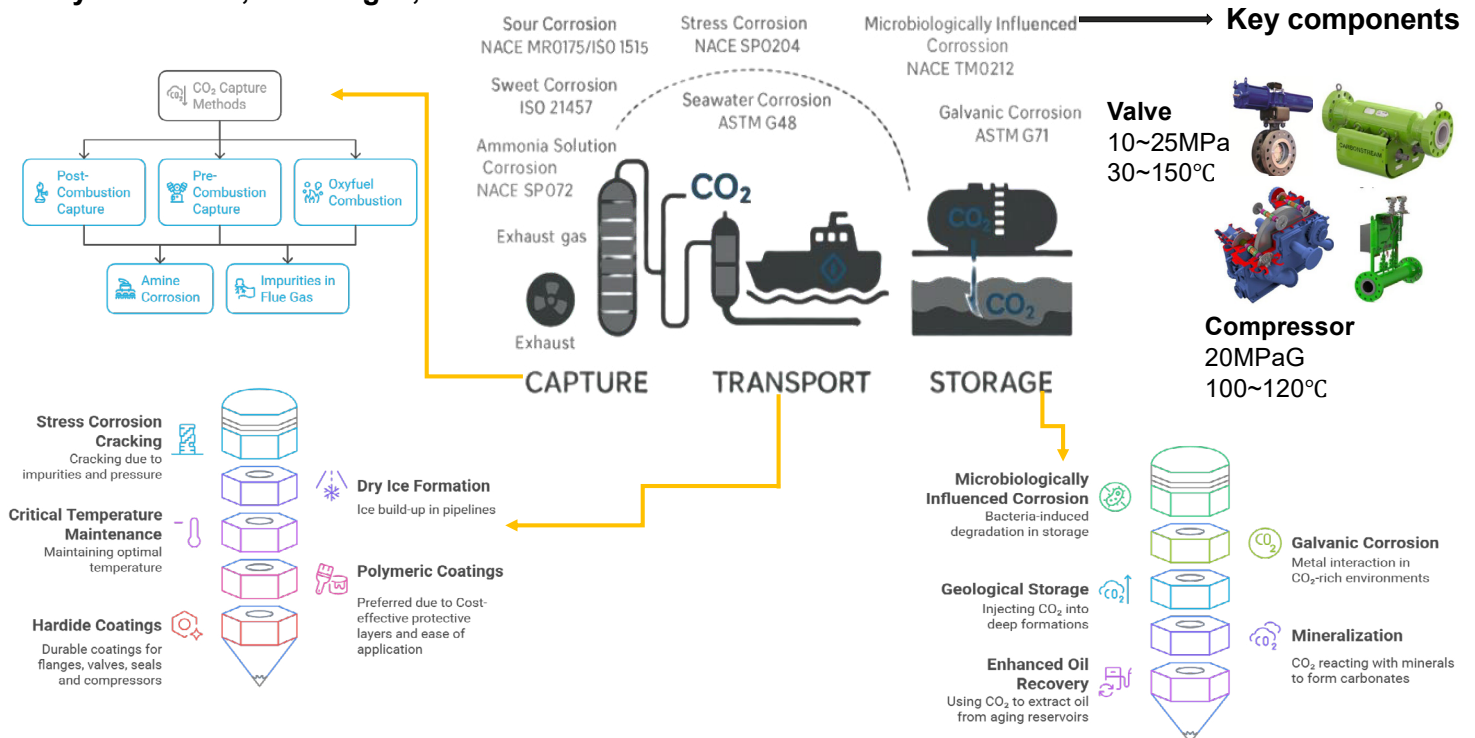 Key components
Sour Corrosion
NACE MR0175/ISO 1515
Sweet Corrosion
ISO 21457
Ammonia Solution
Corrosion
NACE SP072
Stress Corrosion
NACE SP0204
Seawater Corrosion
ASTM G48
Microbiologically Influenced
Corrossion
NACE TM0212
Galvanic Corrosion
ASTM G71
CO₂ Capture
Methods
Post-
Combustion
Capture
Pre-
Combustion
Capture
Oxyfuel
Combustion
Amine
Corrosion
Impurities in
Flue Gas
Exhaust gas
Exhaust
CO₂
CO₂
CO₂
CAPTURE
TRANSPORT
STORAGE
Valve
10~25MPa
30~150℃
CARBONSTREAM
Compressor
20MPaG
100~120℃
Stress Corrosion
Cracking
Cracking due to
impurities and pressure
Dry Ice Formation
Ice build-up in pipelines
Critical Temperature
Maintenance
Maintaining optimal
temperature
Polymeric Coatings
Preferred due to Cost-
effective protective
layers and ease of
application
Hardide Coatings
Durable coatings for
flanges, valves, seals
and compressors
Microbiologically
Influenced Corrosion
Bacteria-induced
degradation in storage
CO₂
Galvanic Corrosion
Metal interaction in
CO₂-rich environments
Geological Storage
Injecting CO₂ into
deep formations
CO₂
Mineralization
CO₂ reacting with minerals
to form carbonates
CO₂
Enhanced Oil
Recovery
Using CO₂ to extract oil
from aging reservoirs